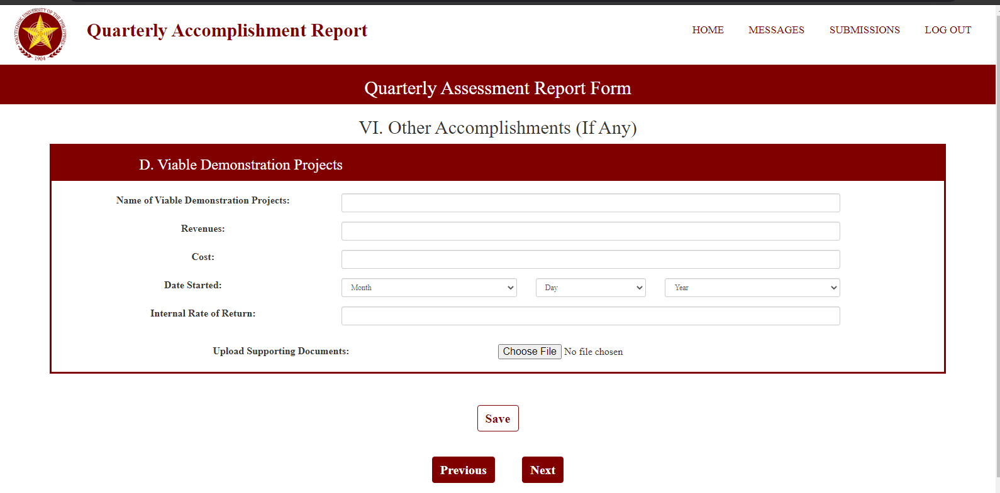 POLYTECHNIC UNIVERSITY OF THE PHILIPPINES
1904
Quarterly Accomplishment Report
HOME MESSAGES SUBMISSIONS LOG OUT
Quarterly Assessment Report Form
VI. Other Accomplishments (If Any)
D. Viable Demonstration Projects
Name of Viable Demonstration Projects:
Revenues:
Cost:
Date Started: Month Day Year
Internal Rate of Return:
Upload Supporting Documents: Choose File No file chosen
Save
Previous Next